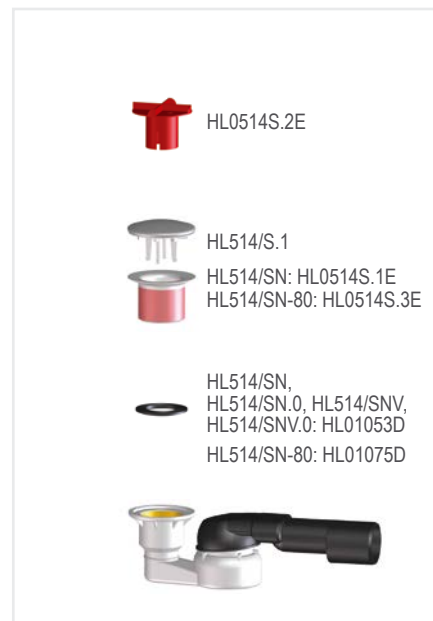 HL0514S.2E
HL514/S.1
HL514/SN: HL0514S.1E
HL514/SN-80: HL0514S.3E
HL514/SN,
HL514/SN.0, HL514/SNV,
HL514/SNV.0: HL01053D
HL514/SN-80: HL01075D